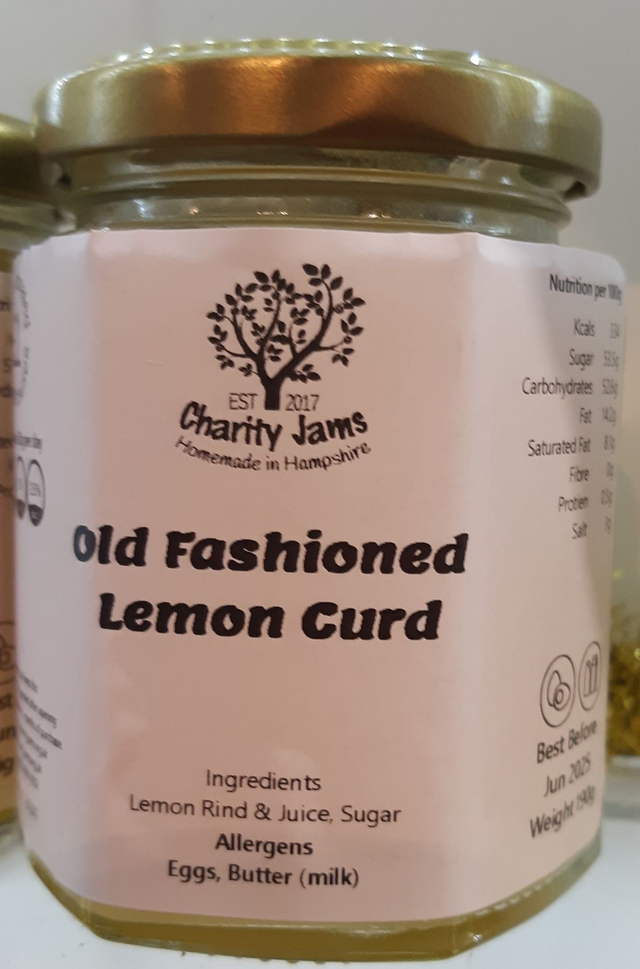 EST 2017
Charity Jams
Homemade in Hampshire
Old Fashioned
Lemon Curd
Ingredients
Lemon Rind & Juice, Sugar
Allergens
Eggs, Butter (milk)
Nutrition per 100g
Kcals
Sugar
Carbohydrates
Fat
Saturated Fat
Fibre
Protien
Salt
Best Before
Jun 2025
Weight 190g